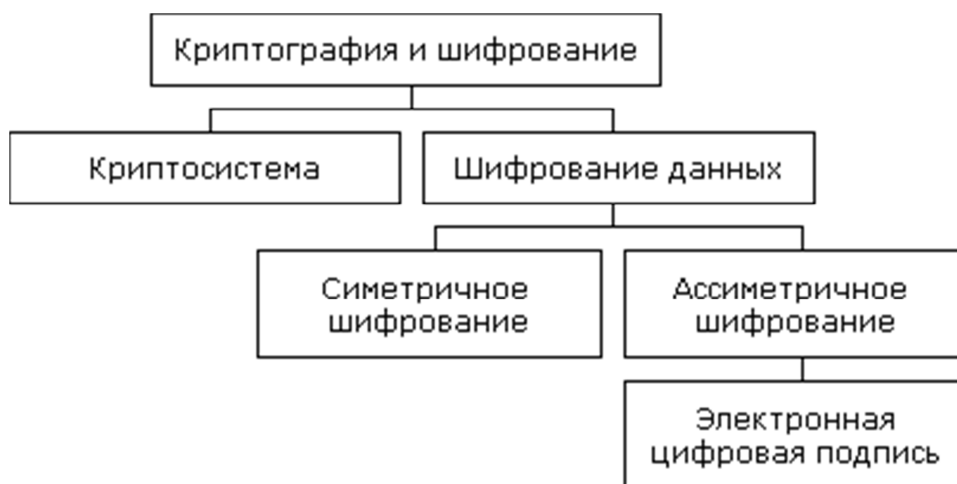 Криптография и шифрование
Криптосистема
Шифрование данных
Симетричное
шифрование
Ассиметричное
шифрование
Электронная
цифровая подпись